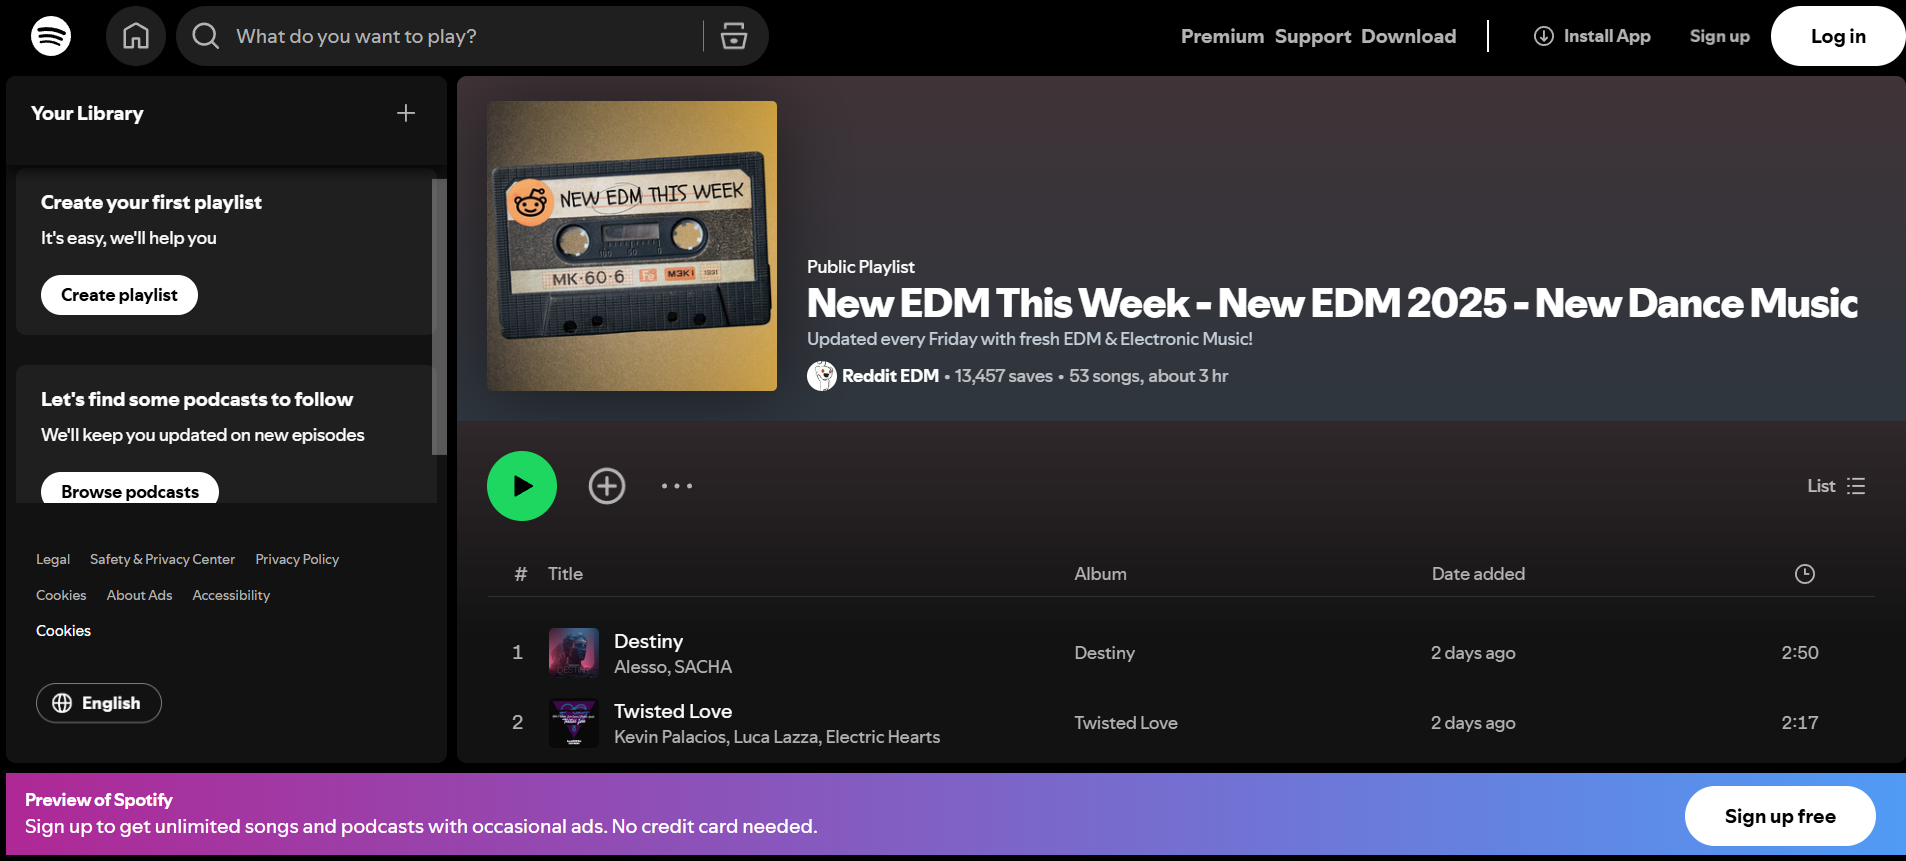 What do you want to play?
Premium Support Download
Install App
Sign up
Log in
Your Library
Create your first playlist
It's easy, we'll help you
Create playlist
Let's find some podcasts to follow
We'll keep you updated on new episodes
Browse podcasts
Legal Safety & Privacy Center Privacy Policy
Cookies About Ads Accessibility
Cookies
English
NEW EDM THIS WEEK
100 50 0
MK·60·6 Fe МЭКI 1991
Public Playlist
New EDM This Week - New EDM 2025 - New Dance Music
Updated every Friday with fresh EDM & Electronic Music!
Reddit EDM • 13,457 saves • 53 songs, about 3 hr
List
# Title Album Date added
1 Destiny Destiny 2 days ago 2:50
Alesso, SACHA
2 Twisted Love Twisted Love 2 days ago 2:17
Kevin Palacios, Luca Lazza, Electric Hearts
Preview of Spotify
Sign up to get unlimited songs and podcasts with occasional ads. No credit card needed.
Sign up free